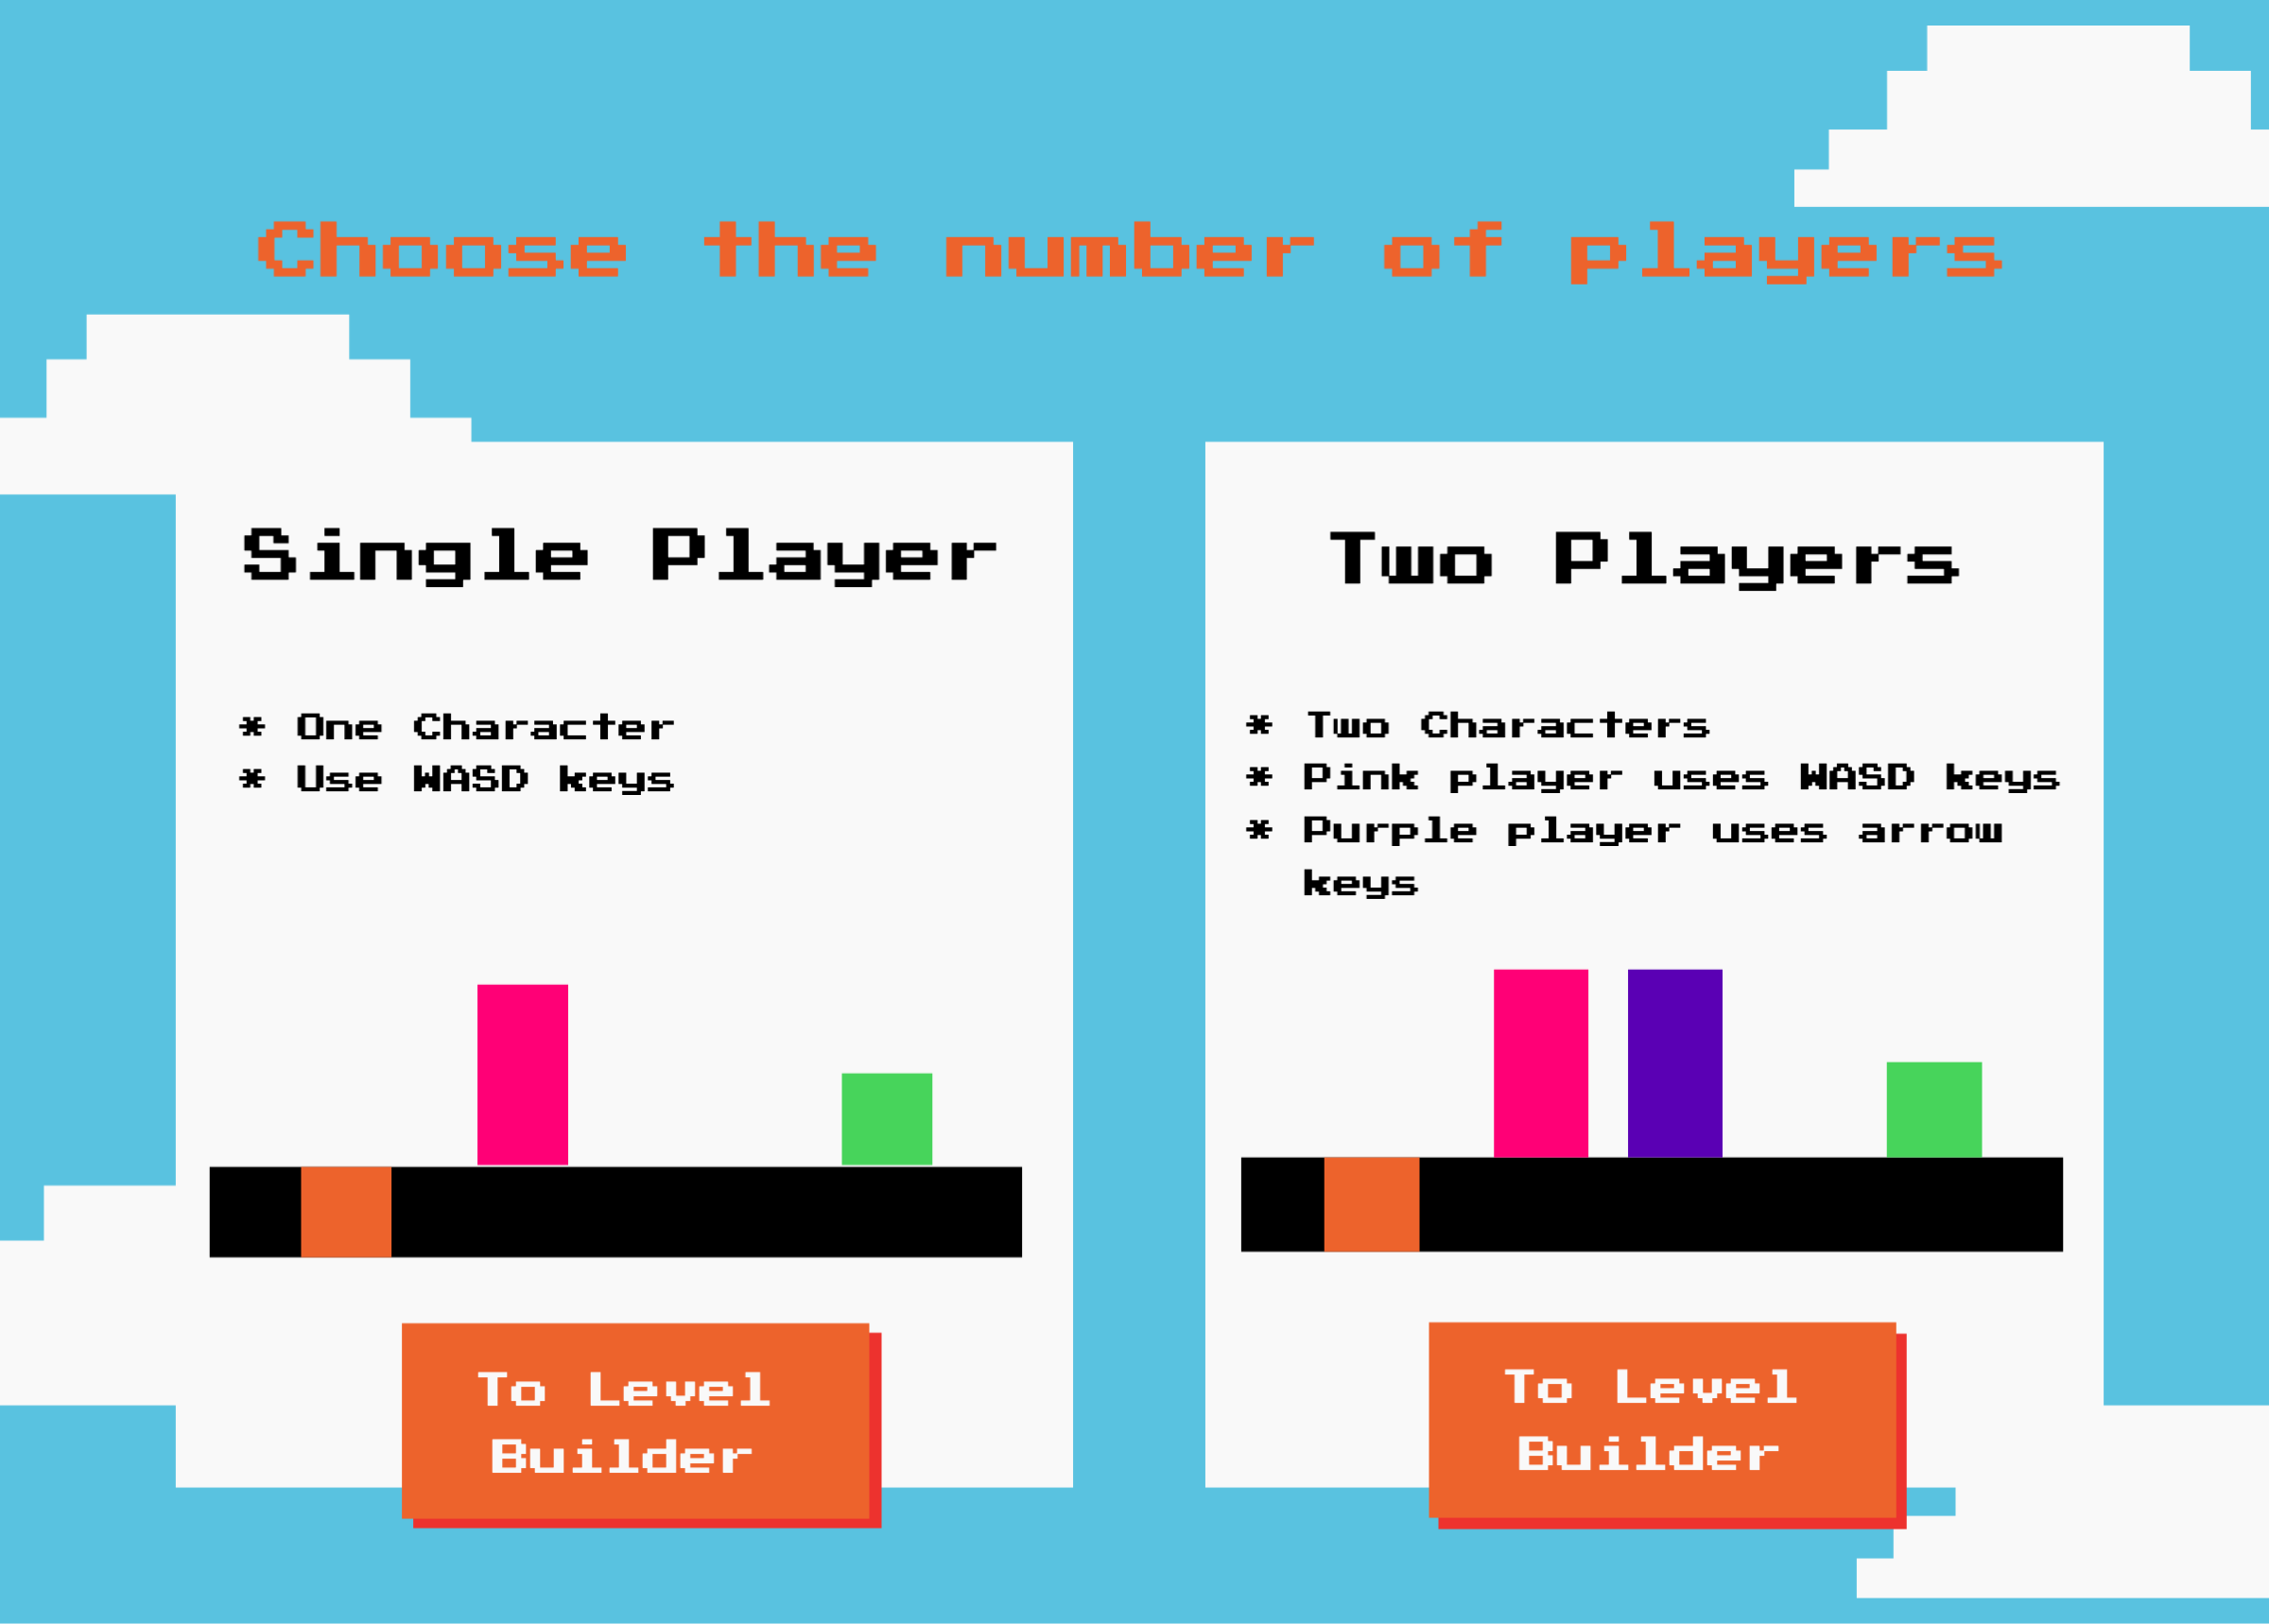 Choose the number of players
Single Player
* One Character
* Use WASD keys
To Level
Builder
Two Players
* Two Characters
* Pink player uses WASD keys
* Purple player uses arrow
keys
To Level
Builder